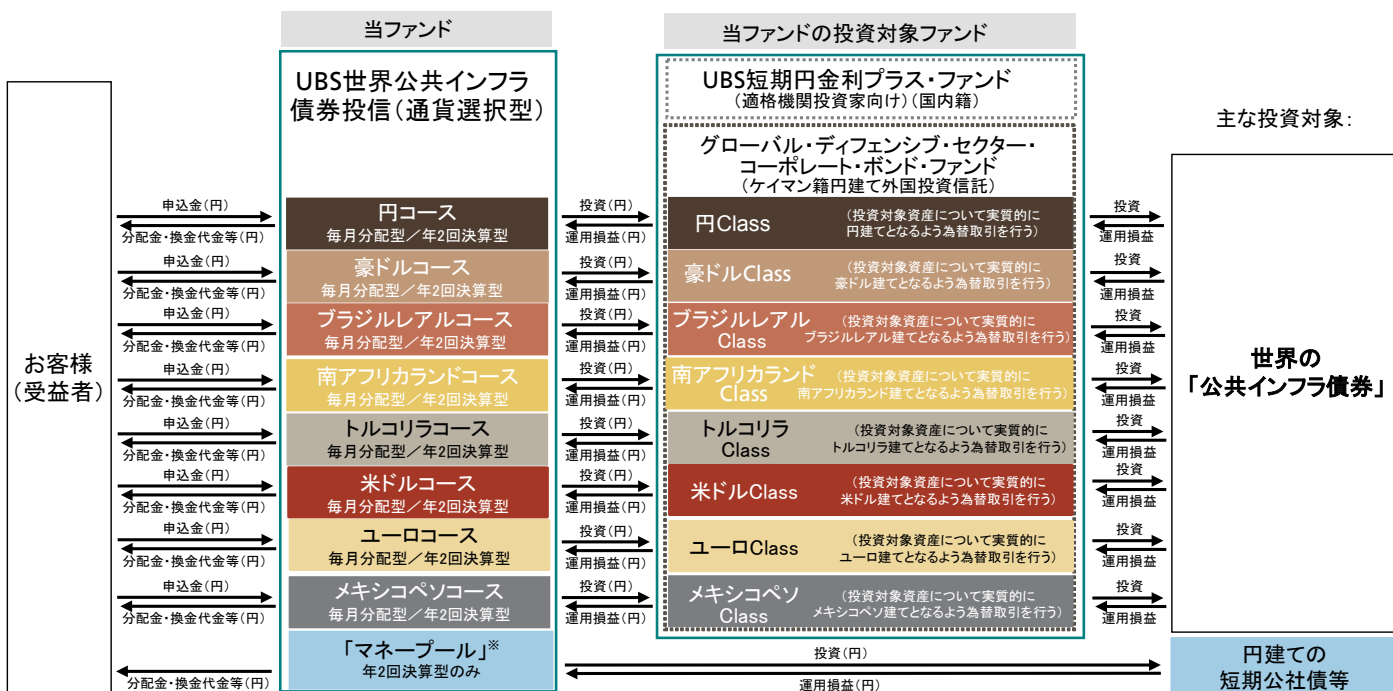 当ファンド
当ファンドの投資対象ファンド
UBS世界公共インフラ
債券投信(通貨選択型)
UBS短期円金利プラス・ファンド
(適格機関投資家向け)(国内籍)
グローバル・ディフェンシブ・セクター・
コーポレート・ボンド・ファンド
(ケイマン籍円建て外国投資信託)
主な投資対象:
お客様
(受益者)
申込金(円)
分配金・換金代金等(円)
円コース
毎月分配型/年2回決算型
投資(円)
運用損益(円)
円Class
(投資対象資産について実質的に
円建てとなるよう為替取引を行う)
投資
運用損益
申込金(円)
分配金・換金代金等(円)
豪ドルコース
毎月分配型/年2回決算型
投資(円)
運用損益(円)
豪ドルClass
(投資対象資産について実質的に
豪ドル建てとなるよう為替取引を行う)
投資
運用損益
申込金(円)
分配金・換金代金等(円)
ブラジルレアルコース
毎月分配型/年2回決算型
投資(円)
運用損益(円)
ブラジルレアル
Class
(投資対象資産について実質的に
ブラジルレアル建てとなるよう為替取引を行う)
投資
運用損益
申込金(円)
分配金・換金代金等(円)
南アフリカランドコース
毎月分配型/年2回決算型
投資(円)
運用損益(円)
南アフリカランド
Class
(投資対象資産について実質的に
南アフリカランド建てとなるよう為替取引を行う)
投資
運用損益
申込金(円)
分配金・換金代金等(円)
トルコリラコース
毎月分配型/年2回決算型
投資(円)
運用損益(円)
トルコリラ
Class
(投資対象資産について実質的に
トルコリラ建てとなるよう為替取引を行う)
投資
運用損益
申込金(円)
分配金・換金代金等(円)
米ドルコース
毎月分配型/年2回決算型
投資(円)
運用損益(円)
米ドルClass
(投資対象資産について実質的に
米ドル建てとなるよう為替取引を行う)
投資
運用損益
申込金(円)
分配金・換金代金等(円)
ユーロコース
毎月分配型/年2回決算型
投資(円)
運用損益(円)
ユーロClass
(投資対象資産について実質的に
ユーロ建てとなるよう為替取引を行う)
投資
運用損益
申込金(円)
分配金・換金代金等(円)
メキシコペソコース
毎月分配型/年2回決算型
投資(円)
運用損益(円)
メキシコペソ
Class
(投資対象資産について実質的に
メキシコペソ建てとなるよう為替取引を行う)
投資
運用損益
世界の
「公共インフラ債券」
分配金・換金代金等(円)
「マネープール」※
年2回決算型のみ
投資(円)
運用損益(円)
円建ての
短期公社債等